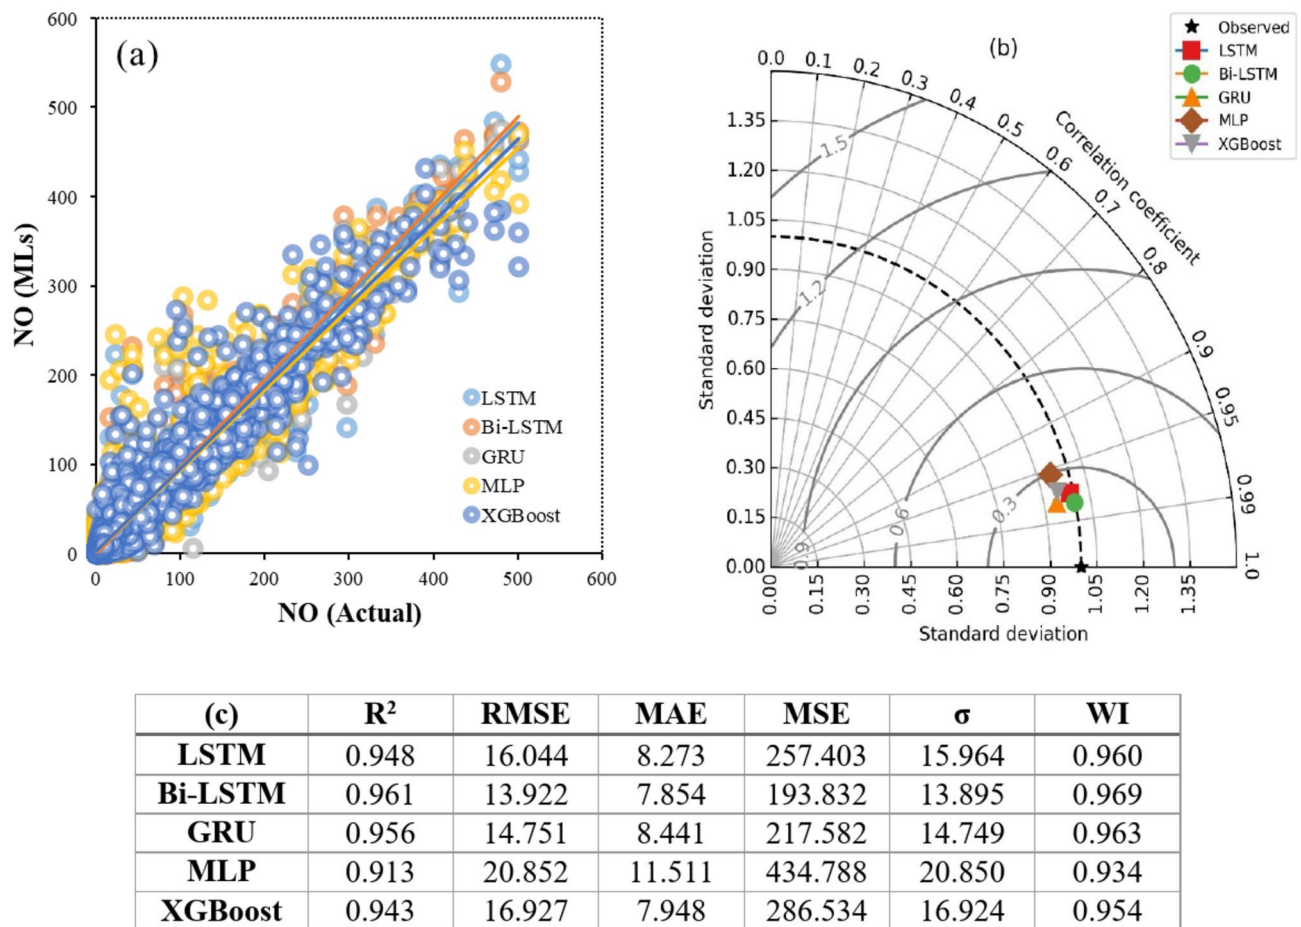 (a)
600
500
400
300
200
100
0
NO (MLs)
0 100 200 300 400 500 600
NO (Actual)
LSTM
Bi-LSTM
GRU
MLP
XGBoost
(b)
Observed
LSTM
Bi-LSTM
GRU
MLP
XGBoost
0.0 0.1 0.2 0.3 0.4 0.5 0.6 0.7 0.8 0.9 0.95 0.99 1.0
Correlation coefficient
1.35
1.20
1.05
0.90
0.75
0.60
0.45
0.30
0.15
0.00
Standard deviation
1.5
1.2
0.9
0.6
0.3
0.00 0.15 0.30 0.45 0.60 0.75 0.90 1.05 1.20 1.35
Standard deviation
(c) R² RMSE MAE MSE σ WI
LSTM 0.948 16.044 8.273 257.403 15.964 0.960
Bi-LSTM 0.961 13.922 7.854 193.832 13.895 0.969
GRU 0.956 14.751 8.441 217.582 14.749 0.963
MLP 0.913 20.852 11.511 434.788 20.850 0.934
XGBoost 0.943 16.927 7.948 286.534 16.924 0.954